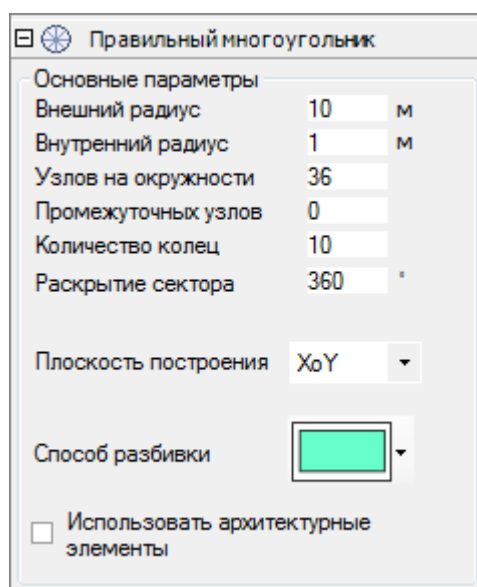 Правильный многоугольник
Основные параметры
Внешний радиус 10 м
Внутренний радиус 1 м
Узлов на окружности 36
Промежуточных узлов 0
Количество колец 10
Раскрытие сектора 360 °
Плоскость построения XoY
Способ разбивки
Использовать архитектурные
элементы